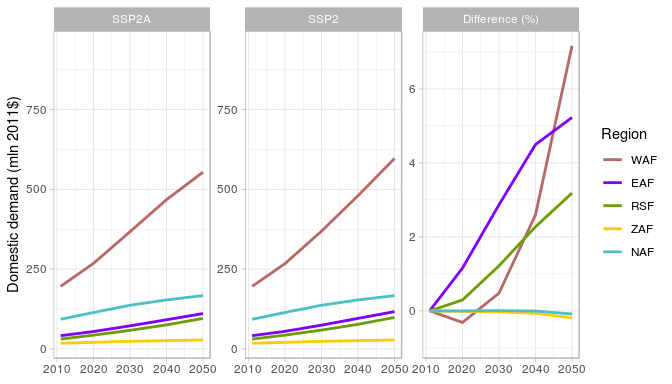 SSP2A SSP2 Difference (%)
Domestic demand (mln 2011$)
750 750 6
500 500 4
250 250 2
0 0 0
2010 2020 2030 2040 2050 2010 2020 2030 2040 2050 2010 2020 2030 2040 2050
Region
WAF
EAF
RSF
ZAF
NAF